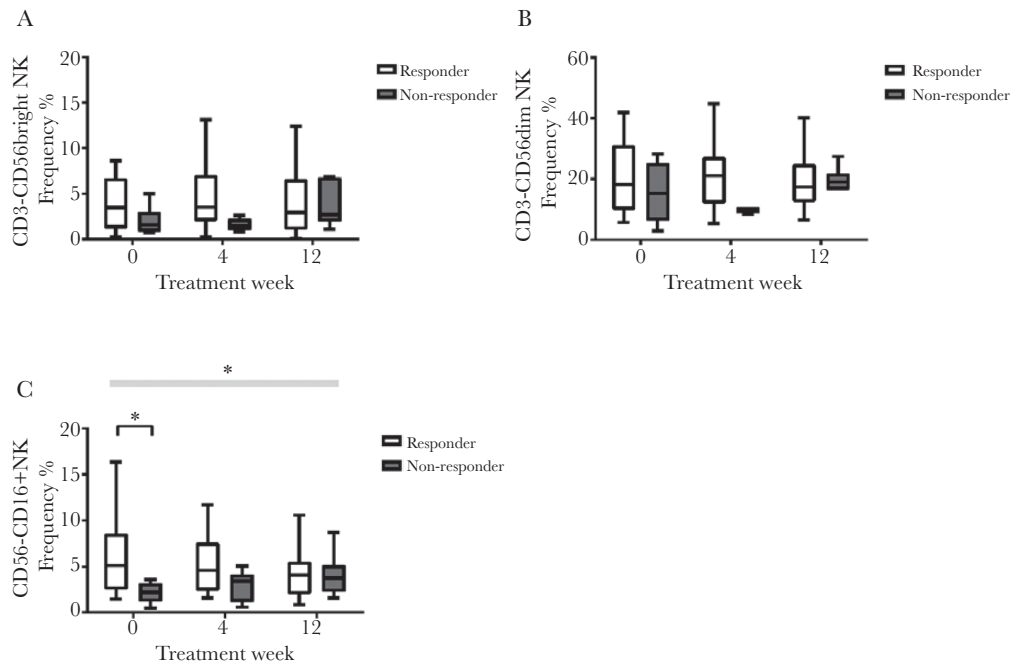 A
CD3-CD56bright NK
Frequency %
20
15
10
5
0
0 4 12
Treatment week
Responder
Non-responder
B
CD3-CD56dim NK
Frequency %
60
40
20
0
0 4 12
Treatment week
Responder
Non-responder
C
*
*
CD56-CD16+NK
Frequency %
20
15
10
5
0
0 4 12
Treatment week
Responder
Non-responder